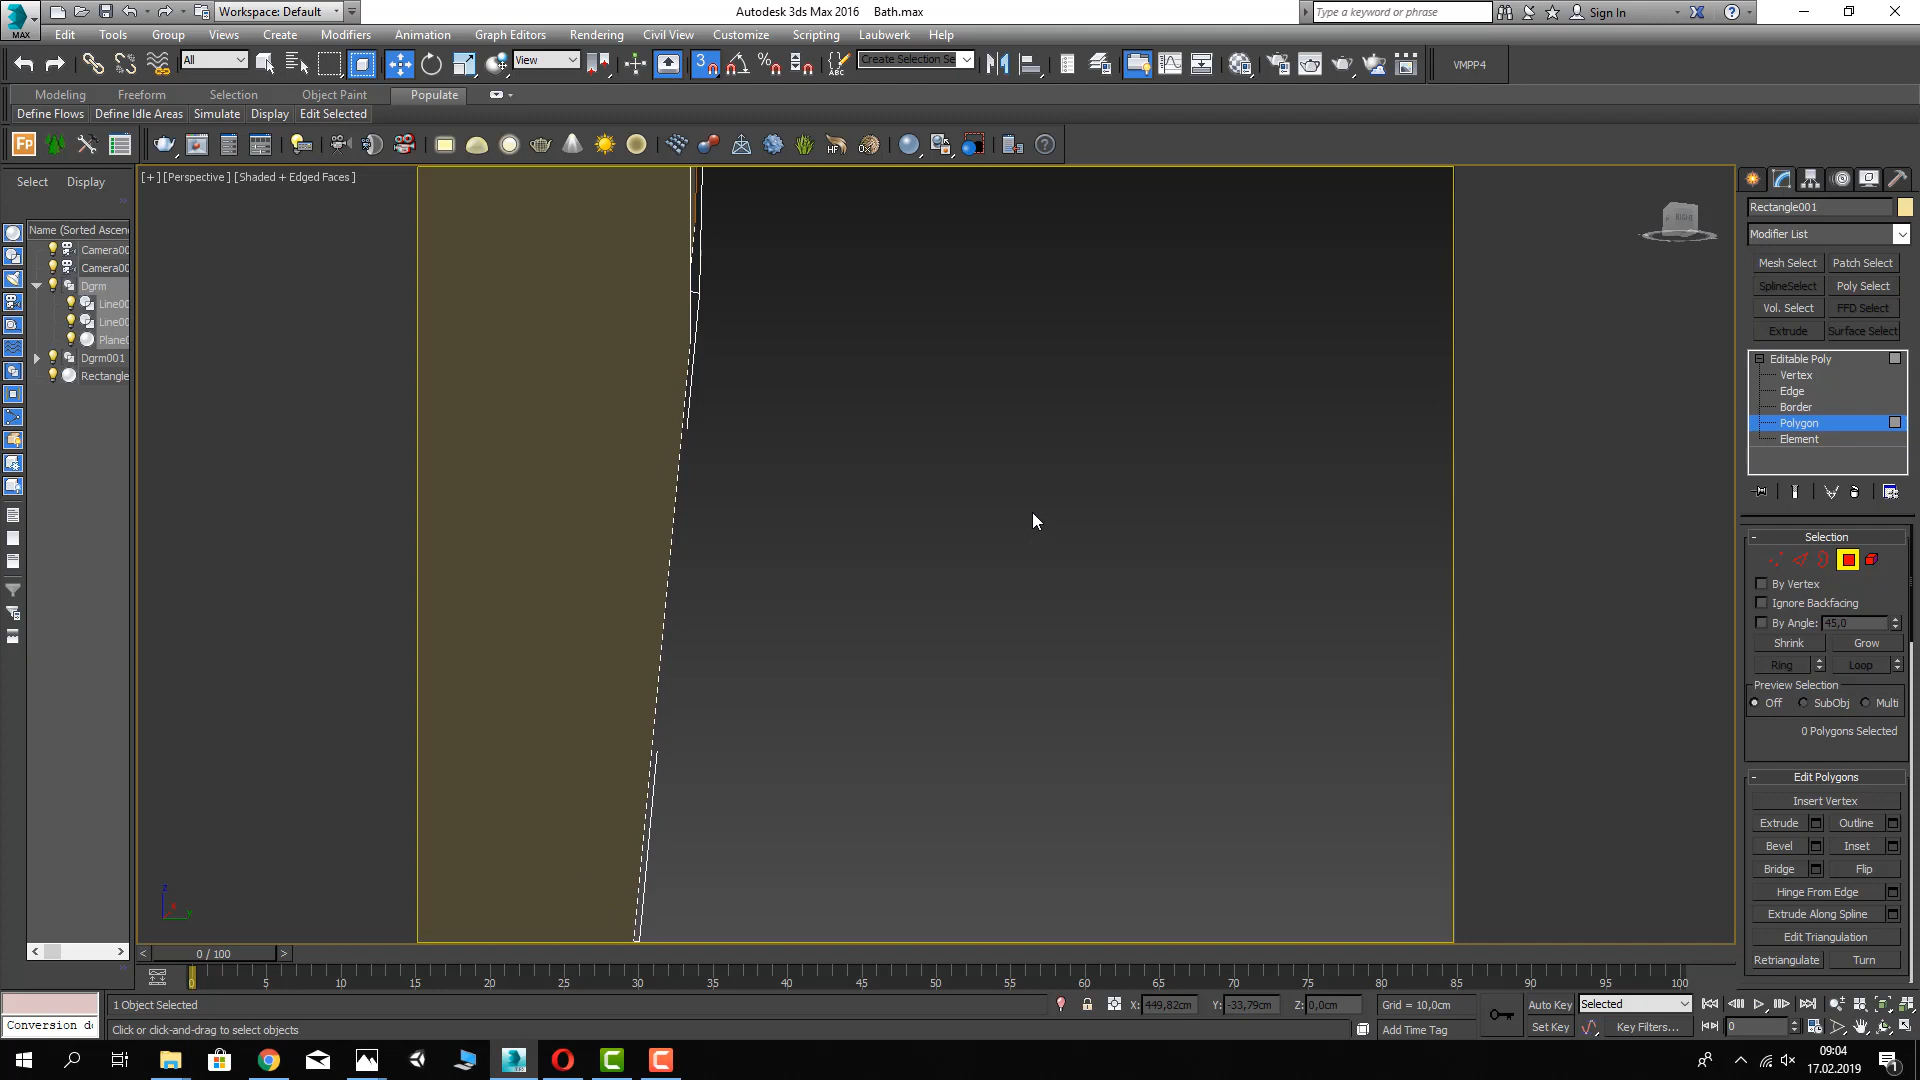 Workspace: Default
Autodesk 3ds Max 2016 Bath.max
Type a keyword or phrase
Sign In
MAX
Edit Tools Group Views Create Modifiers Animation Graph Editors Rendering Civil View Customize Scripting Laubwerk Help
All View Create Selection Se VMPP4
Modeling Freeform Selection Object Paint Populate
Define Flows Define Idle Areas Simulate Display Edit Selected
Select Display
[+] [Perspective ] [Shaded + Edged Faces ]
RIGHT
Rectangle001
Modifier List
Name (Sorted Ascen
Camera00
Camera00
Dgrm
Line00
Line00
Plane0
Dgrm001
Rectangle
Mesh Select Patch Select
SplineSelect Poly Select
Vol. Select FFD Select
Extrude Surface Select
Editable Poly
Vertex
Edge
Border
Polygon
Element
Selection
By Vertex
Ignore Backfacing
By Angle: 45,0
Shrink Grow
Ring Loop
Preview Selection
Off SubObj Multi
0 Polygons Selected
Edit Polygons
Insert Vertex
Extrude Outline
Bevel Inset
Bridge Flip
Hinge From Edge
Extrude Along Spline
Edit Triangulation
Retriangulate Turn
z
x
y
0 / 100
0 5 10 15 20 25 30 35 40 45 50 55 60 65 70 75 80 85 90 95 100
1 Object Selected
X: 449,82cm Y: -33,79cm Z: 0,0cm Grid = 10,0cm
Auto Key Selected
Conversion de
Click or click-and-drag to select objects
Add Time Tag
Set Key Key Filters... 0
09:04
17.02.2019